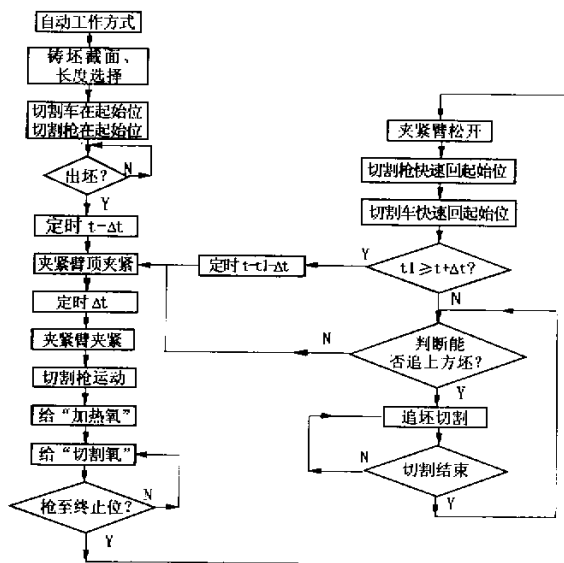 自动工作方式
铸坯截面、
长度选择
切割车在起始位
切割枪在起始位
出坯?
N
Y
定时 t-Δt
夹紧臂顶夹紧
定时 Δt
夹紧臂夹紧
切割枪运动
给“加热氧”
给“切割氧”
枪至终止位?
N
Y
夹紧臂松开
切割枪快速回起始位
切割车快速回起始位
t1≥t+Δt?
Y
定时 t-t1-Δt
N
判断能
否追上方坯?
N
Y
追坯切割
切割结束
N
Y